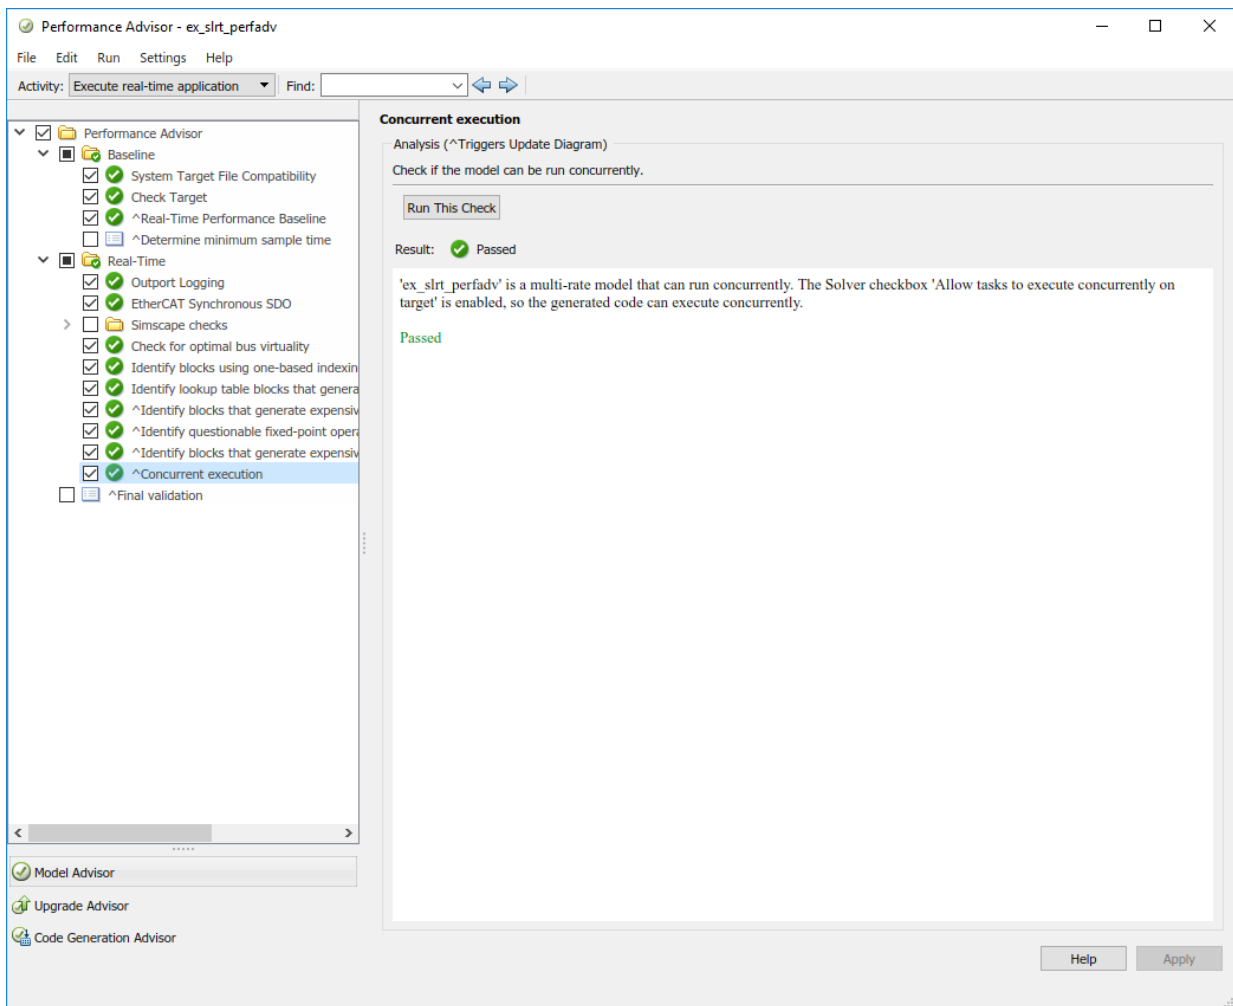 Performance Advisor - ex_slrt_perfadv
File Edit Run Settings Help
Activity: Execute real-time application Find:
Performance Advisor
Baseline
System Target File Compatibility
Check Target
^Real-Time Performance Baseline
^Determine minimum sample time
Real-Time
Outport Logging
EtherCAT Synchronous SDO
Simscape checks
Check for optimal bus virtuality
Identify blocks using one-based indexin
Identify lookup table blocks that genera
^Identify blocks that generate expensiv
^Identify questionable fixed-point opera
^Identify blocks that generate expensiv
^Concurrent execution
^Final validation
Model Advisor
Upgrade Advisor
Code Generation Advisor
Concurrent execution
Analysis (^Triggers Update Diagram)
Check if the model can be run concurrently.
Run This Check
Result: Passed
'ex_slrt_perfadv' is a multi-rate model that can run concurrently. The Solver checkbox 'Allow tasks to execute concurrently on
target' is enabled, so the generated code can execute concurrently.
Passed
Help Apply